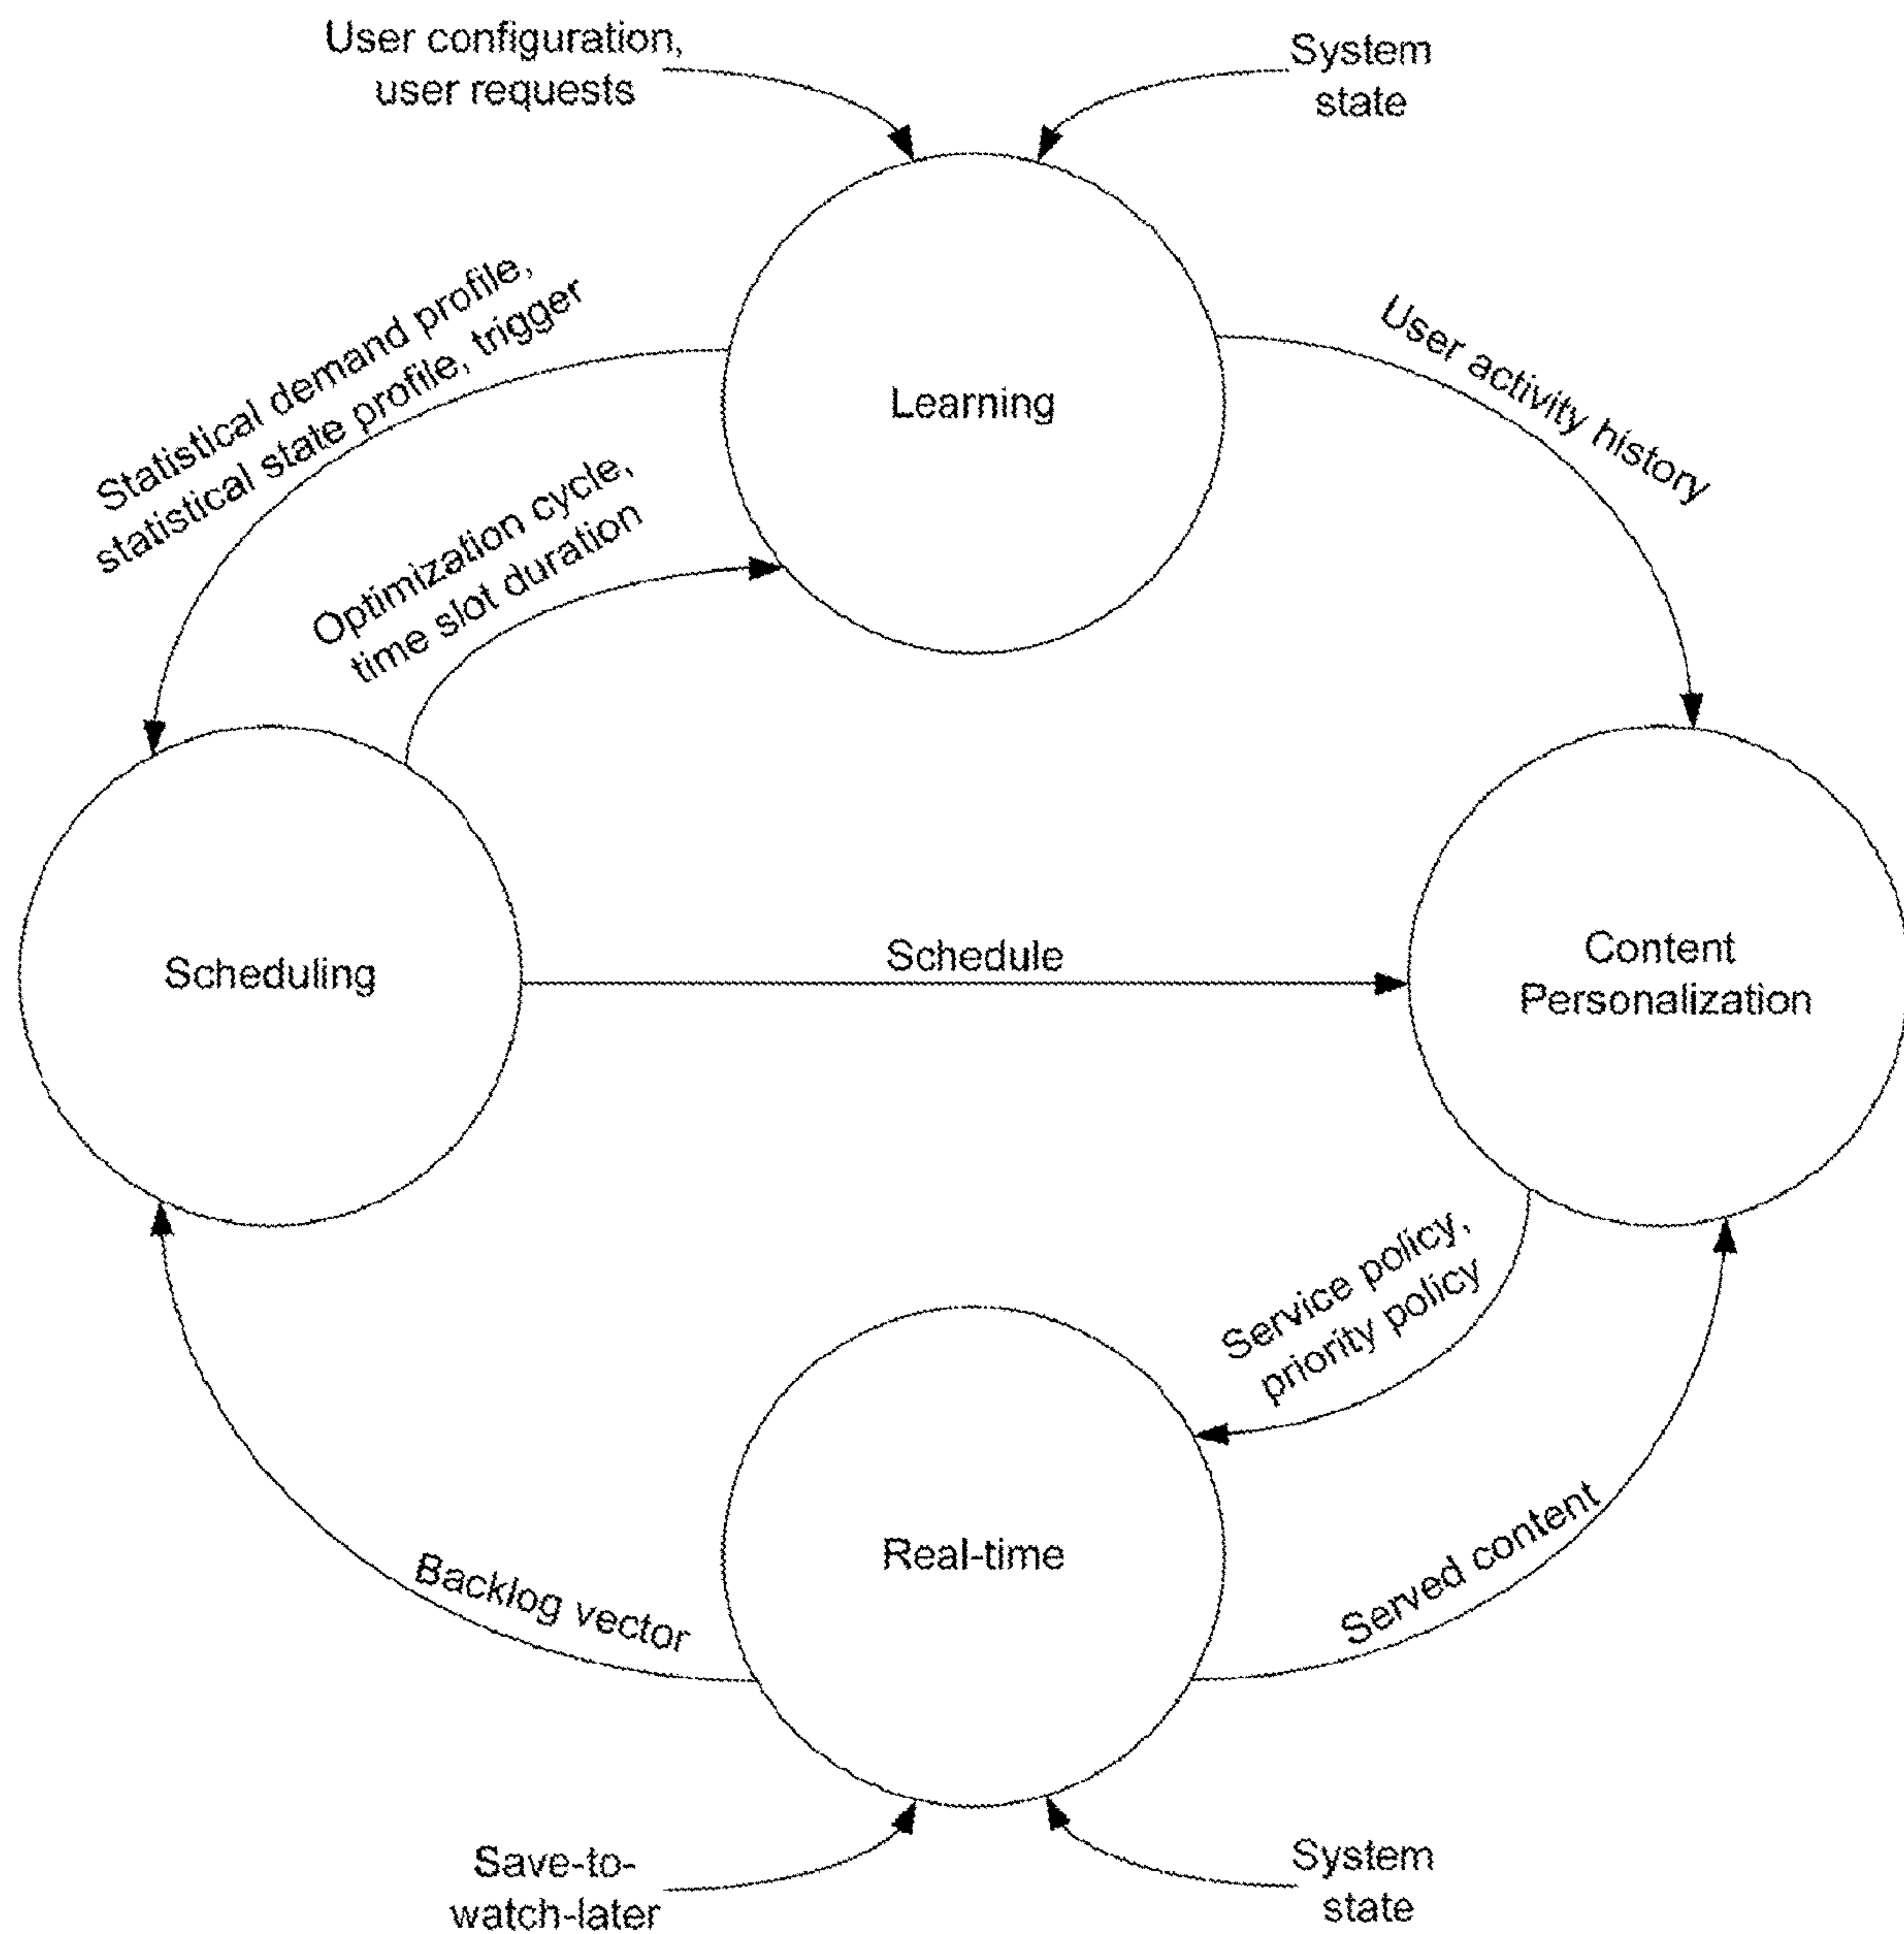 User configuration,
user requests
System
state
Statistical demand profile,
statistical state profile, trigger
User activity history
Learning
Optimization cycle,
time slot duration
Scheduling
Schedule
Content
Personalization
Service policy,
priority policy
Real-time
Backlog vector
Served content
Save-to-
watch-later
System
state